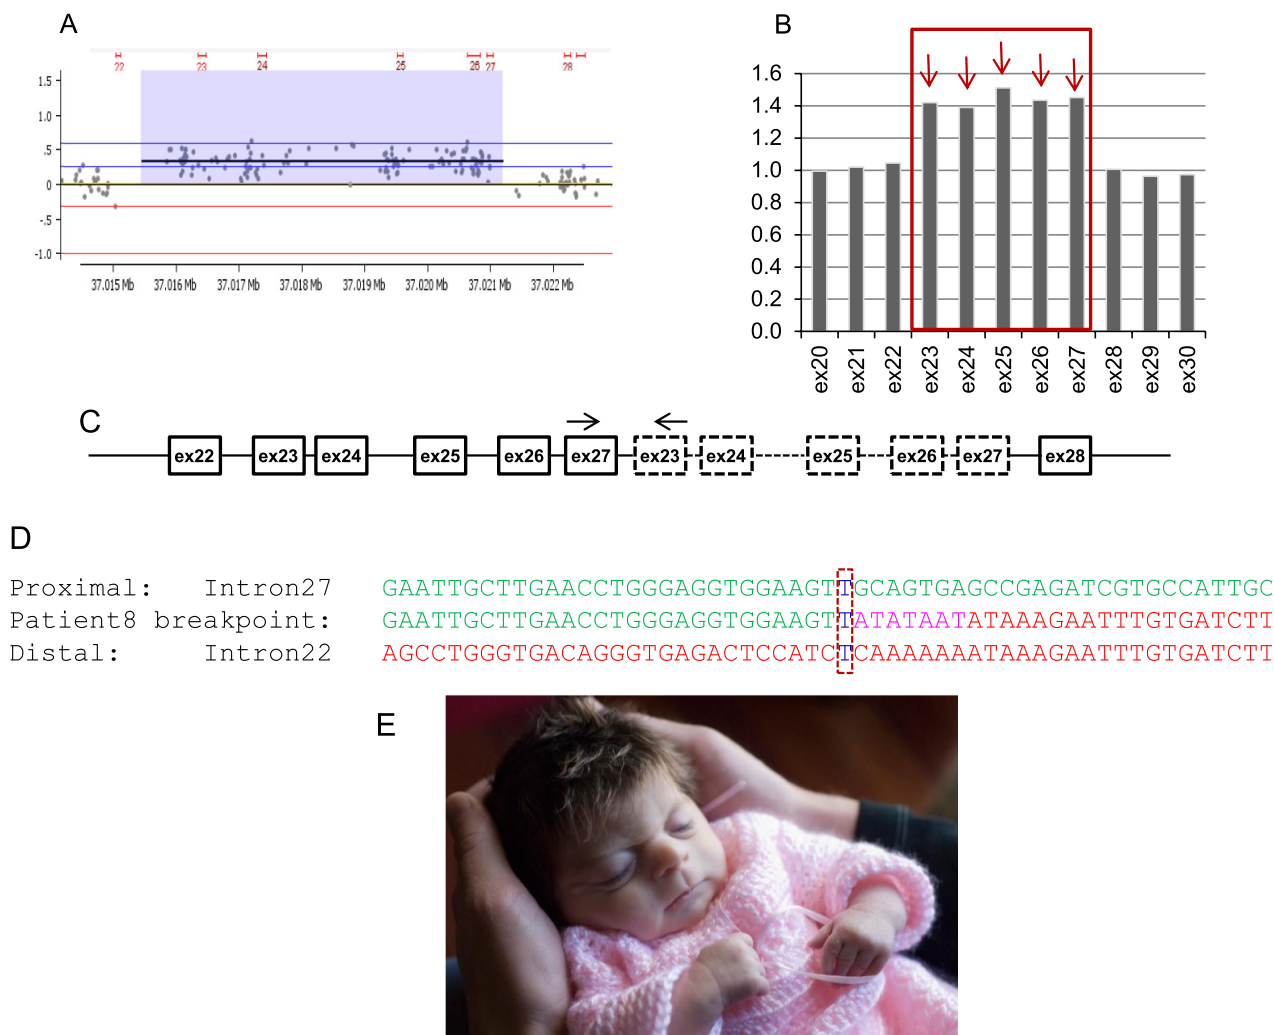 A
22 23 24 25 26 27 28
1.5
1.0
.5
0
-.5
-1.0
37.015 Mb 37.016 Mb 37.017 Mb 37.018 Mb 37.019 Mb 37.020 Mb 37.021 Mb 37.022 Mb
B
1.6
1.4
1.2
1.0
0.8
0.6
0.4
0.2
0.0
ex20 ex21 ex22 ex23 ex24 ex25 ex26 ex27 ex28 ex29 ex30
C
ex22 ex23 ex24 ex25 ex26 ex27 ex23 ex24 ex25 ex26 ex27 ex28
D
Proximal: Intron27 GAATTGCTTGAACCTGGGAGGTGGAAGTTGCAGTGAGCCGAGATCGTGCCATTGC
Patient8 breakpoint: GAATTGCTTGAACCTGGGAGGTGGAAGTTATATAATATAAAGAATTTGTGATCTT
Distal: Intron22 AGCCTGGGTGACAGGGTGAGACTCCATCTCAAAAAAATAAAGAATTTGTGATCTT
E